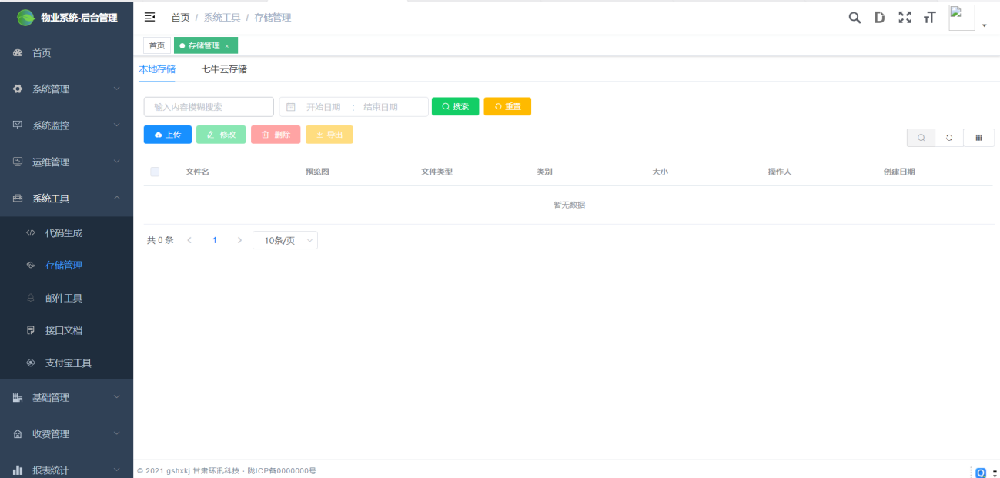 物业系统-后台管理
首页 / 系统工具 / 存储管理
首页
存储管理 ×
本地存储
七牛云存储
输入内容模糊搜索
开始日期 : 结束日期
搜索
重置
上传
修改
删除
导出
文件名 预览图 文件类型 类别 大小 操作人 创建日期
暂无数据
共 0 条
1
10条/页
首页
系统管理
系统监控
运维管理
系统工具
代码生成
存储管理
邮件工具
接口文档
支付宝工具
基础管理
收费管理
报表统计
© 2021 gshxkj 甘肃环讯科技 · 陇ICP备0000000号